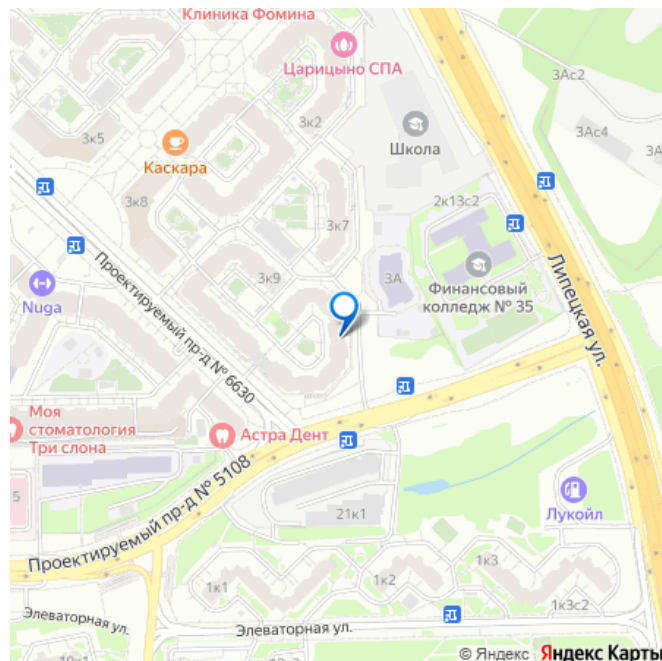 Клиника Фомина
Царицыно СПА
3Ас2
3к2
3к5
Школа
3Ас4
3А
Каскара
3к8
2к13с2
3к7
3к9
3А
Финансовый
колледж № 35
Липецкая ул.
Nuga
Проектируемый пр-д № 6630
Моя
стоматология
Три слона
Астра Дент
5
Проектируемый пр-д № 5108
21к1
Лукойл
1к1
1к2
1к3
1к3с2
Элеваторная ул.
Элеваторная ул.
© Яндекс Яндекс Карты